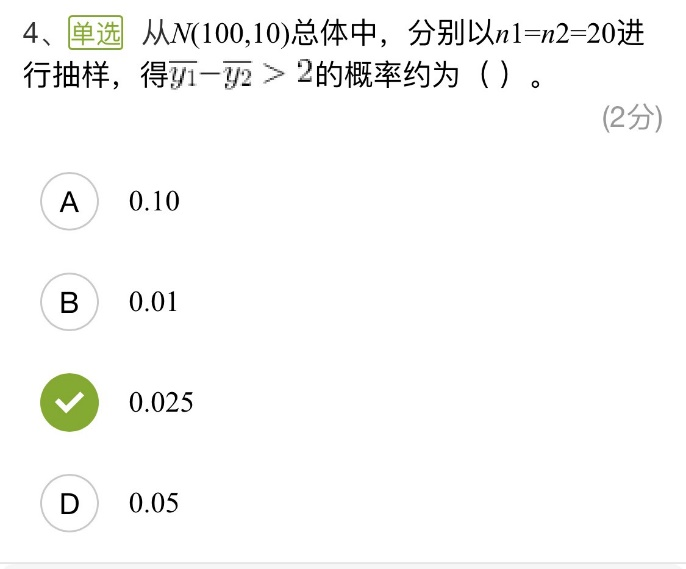 4、单选 从N(100,10)总体中，分别以n1=n2=20进
行抽样，得y1−y2 > 2的概率约为（ ）。
(2分)
A 0.10
B 0.01
0.025
D 0.05